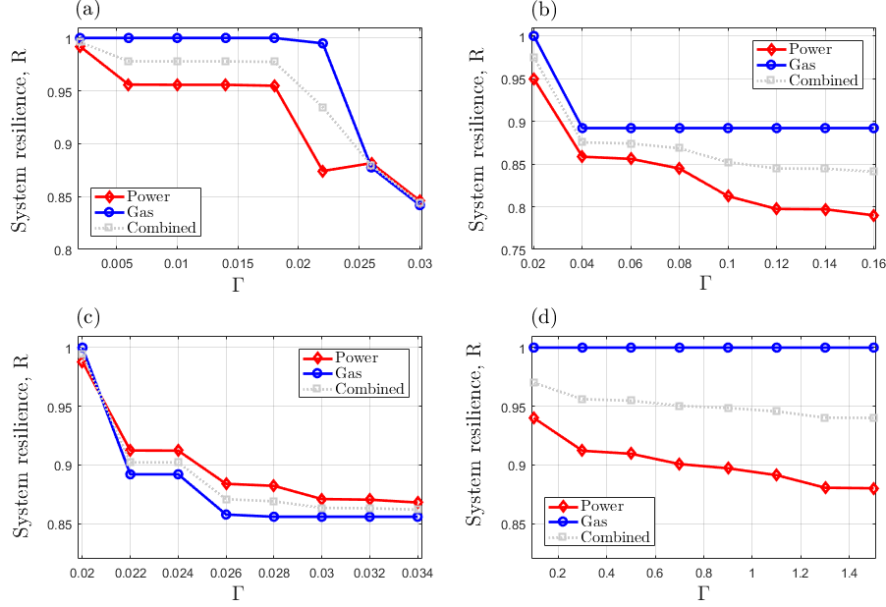 (a)
System resilience, R
1
0.95
0.9
0.85
0.8
Power
Gas
Combined
0.005 0.01 0.015 0.02 0.025 0.03
Γ
(b)
System resilience, R
1
0.95
0.9
0.85
0.8
0.75
Power
Gas
Combined
0.02 0.04 0.06 0.08 0.1 0.12 0.14 0.16
Γ
(c)
System resilience, R
1
0.95
0.9
0.85
Power
Gas
Combined
0.02 0.022 0.024 0.026 0.028 0.03 0.032 0.034
Γ
(d)
System resilience, R
1
0.95
0.9
0.85
Power
Gas
Combined
0.2 0.4 0.6 0.8 1 1.2 1.4
Γ